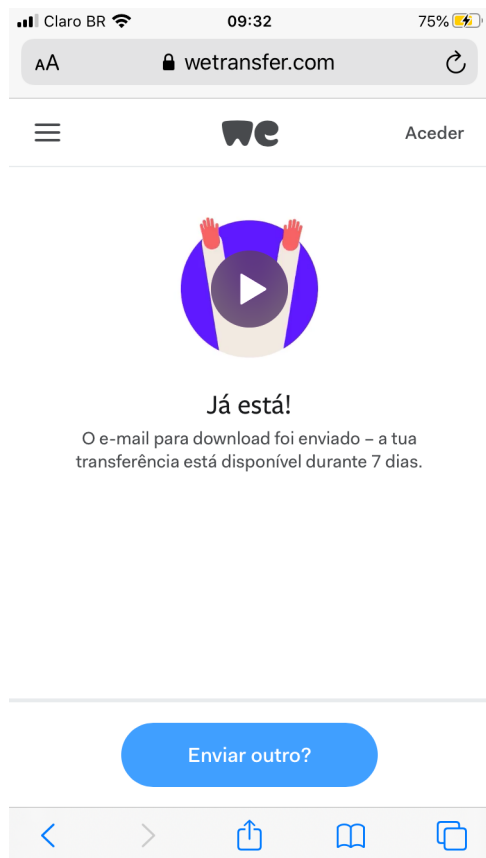 Claro BR 09:32 75%
AA wetransfer.com
we Aceder
Já está!
O e-mail para download foi enviado – a tua
transferência está disponível durante 7 dias.
Enviar outro?